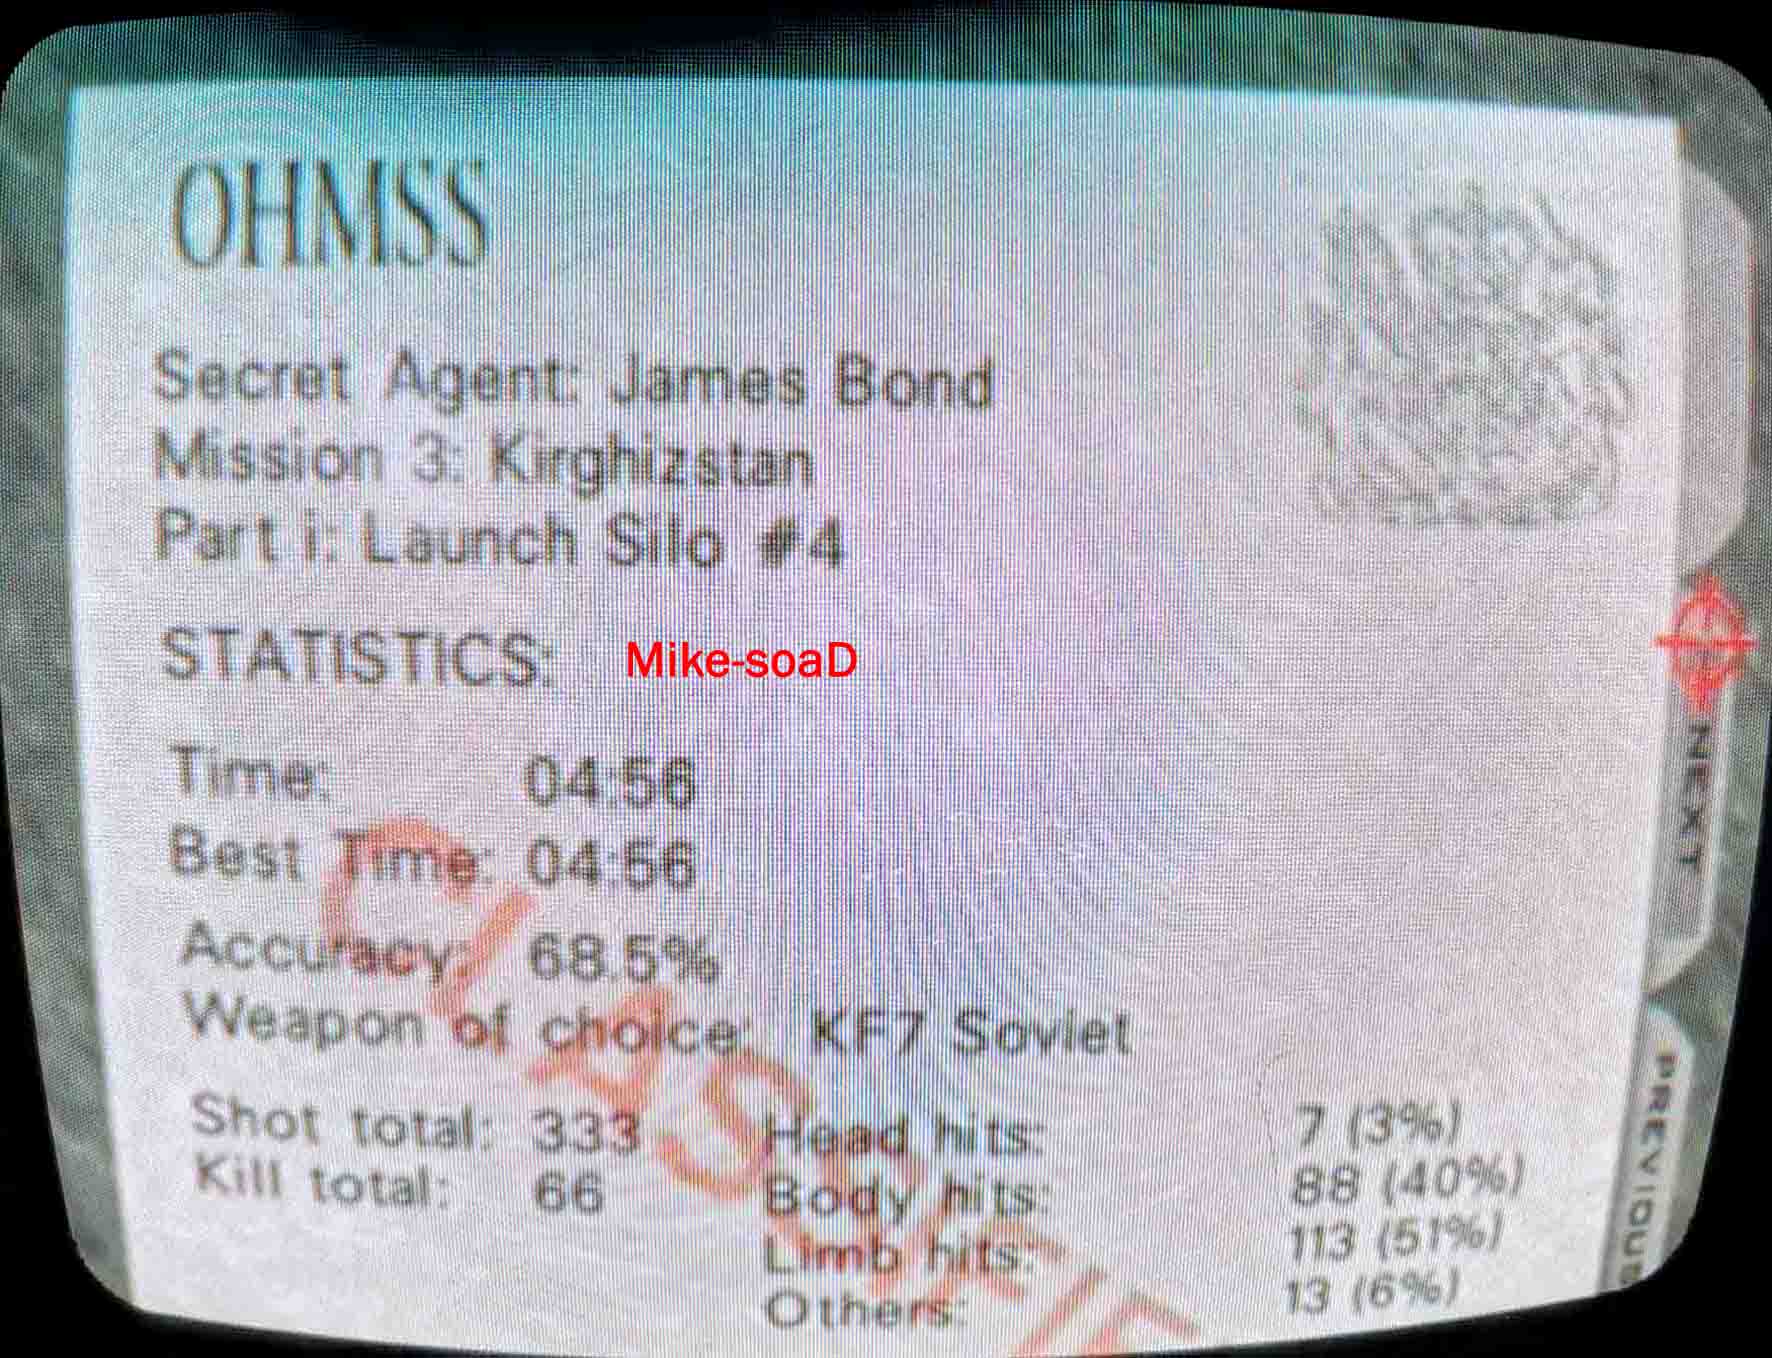 OHMSS
Secret Agent: James Bond
Mission 3: Kirghizstan
Part i: Launch Silo #4
STATISTICS: Mike-soaD
Time: 04:56
Best Time: 04:56
Accuracy: 68.5%
Weapon of choice: KF7 Soviet
Shot total: 333 Head hits: 7 (3%)
Kill total: 66 Body hits: 88 (40%)
Limb hits: 113 (51%)
Others: 13 (6%)
NEXT
PREVIOUS
CLASSIFIE